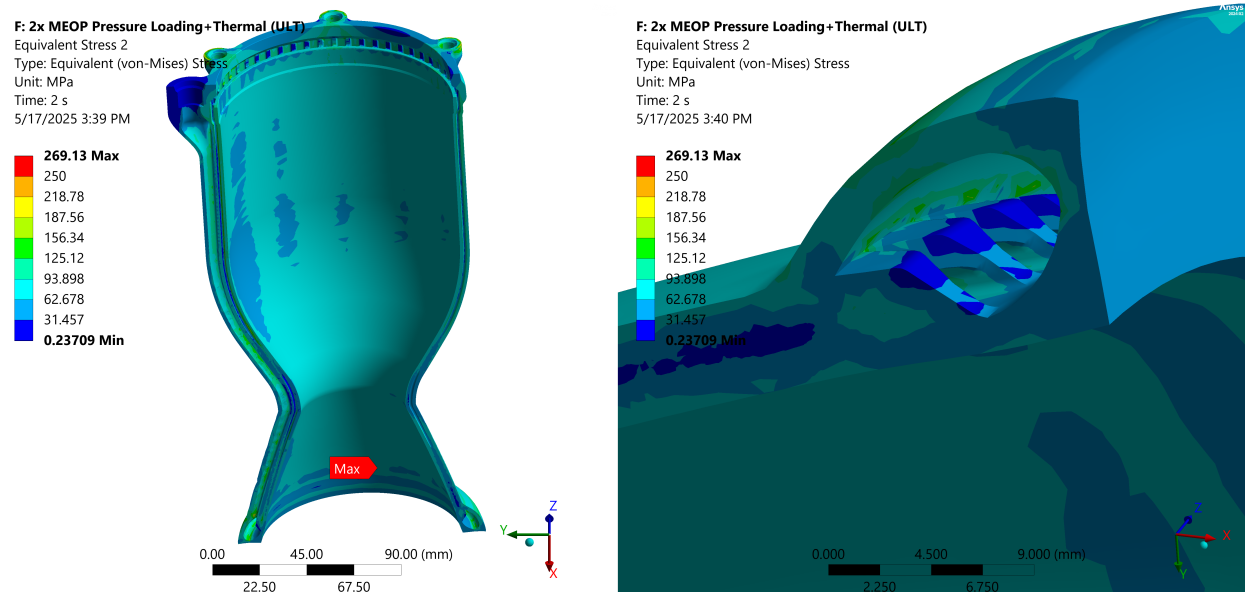 F: 2x MEOP Pressure Loading+Thermal (ULT)
Equivalent Stress 2
Type: Equivalent (von-Mises) Stress
Unit: MPa
Time: 2 s
5/17/2025 3:39 PM
269.13 Max
250
218.78
187.56
156.34
125.12
93.898
62.678
31.457
0.23709 Min
Max
Z
Y
X
0.00
45.00
90.00 (mm)
22.50
67.50
Ansys
F: 2x MEOP Pressure Loading+Thermal (ULT)
Equivalent Stress 2
Type: Equivalent (von-Mises) Stress
Unit: MPa
Time: 2 s
5/17/2025 3:40 PM
269.13 Max
250
218.78
187.56
156.34
125.12
93.898
62.678
31.457
0.23709 Min
Z
X
Y
0.000
4.500
9.000 (mm)
2.250
6.750